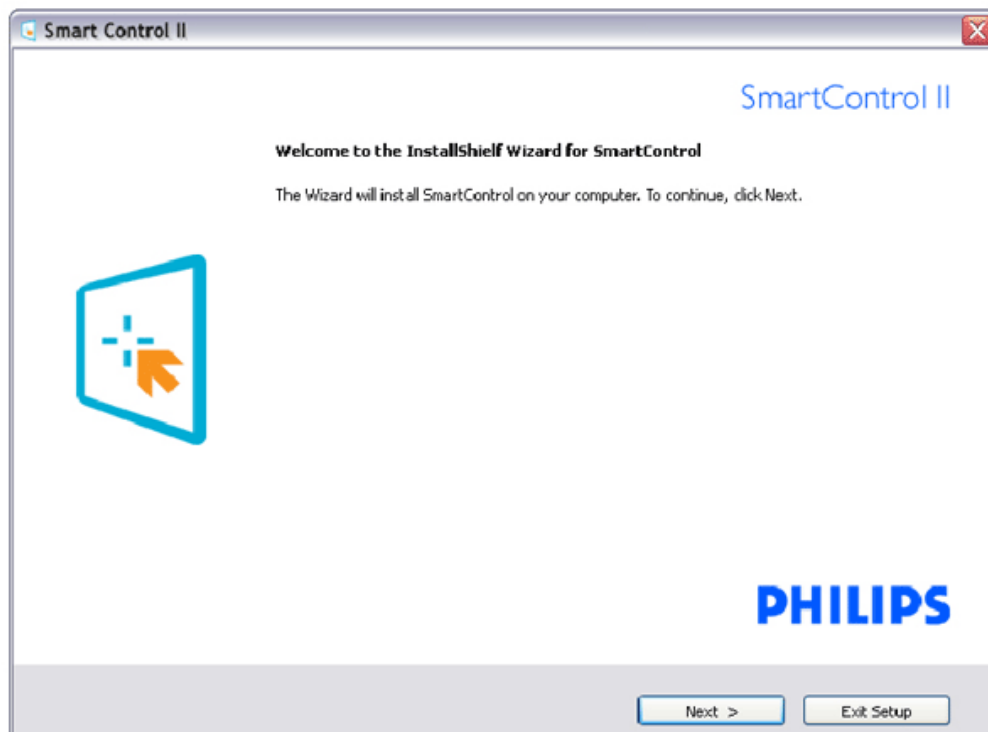 Smart Control II
SmartControl II
Welcome to the InstallShield Wizard for SmartControl
The Wizard will install SmartControl on your computer. To continue, click Next.
PHILIPS
Next >
Exit Setup